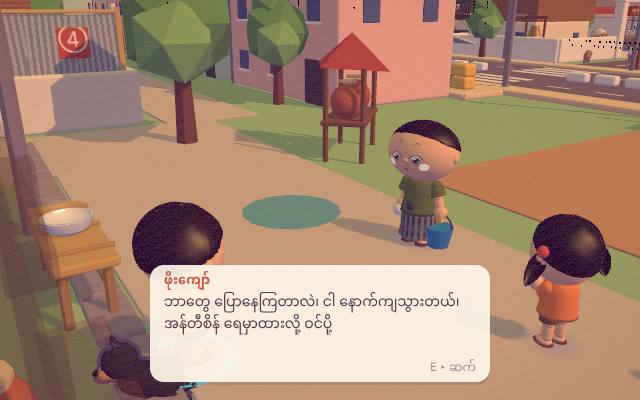 4
ဖိုးကျော်
ဘာတွေ ပြောနေကြတာလဲ၊ ငါ နောက်ကျသွားတယ်၊
အန်တီစိန် ရေမှာထားလို့ ဝင်ပို့
E ▸ ဆက်